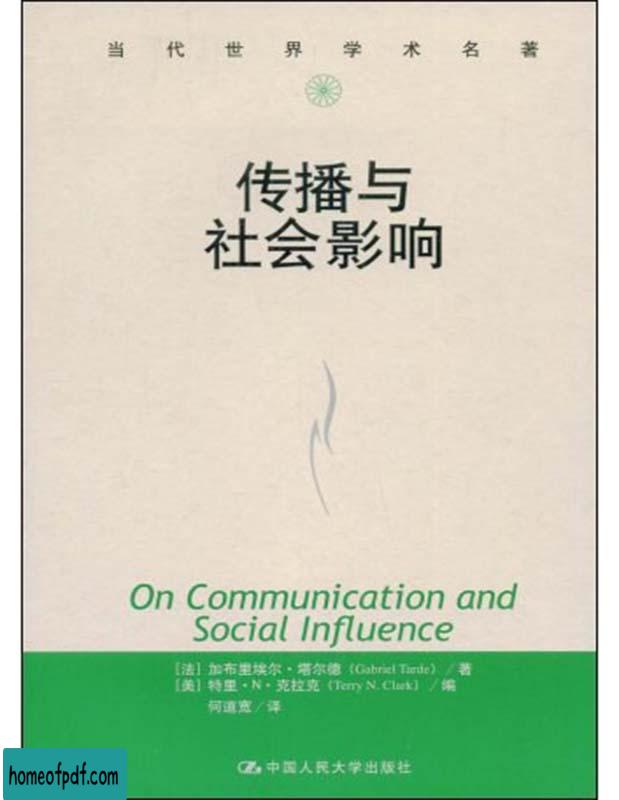 当代世界学术名著
传播与
社会影响
On Communication and
Social Influence
［法］加布里埃尔·塔尔德（Gabriel Tarde）／著
［美］特里·N·克拉克（Terry N. Clark）／编
何道宽／译
中国人民大学出版社
homeofpdf.com